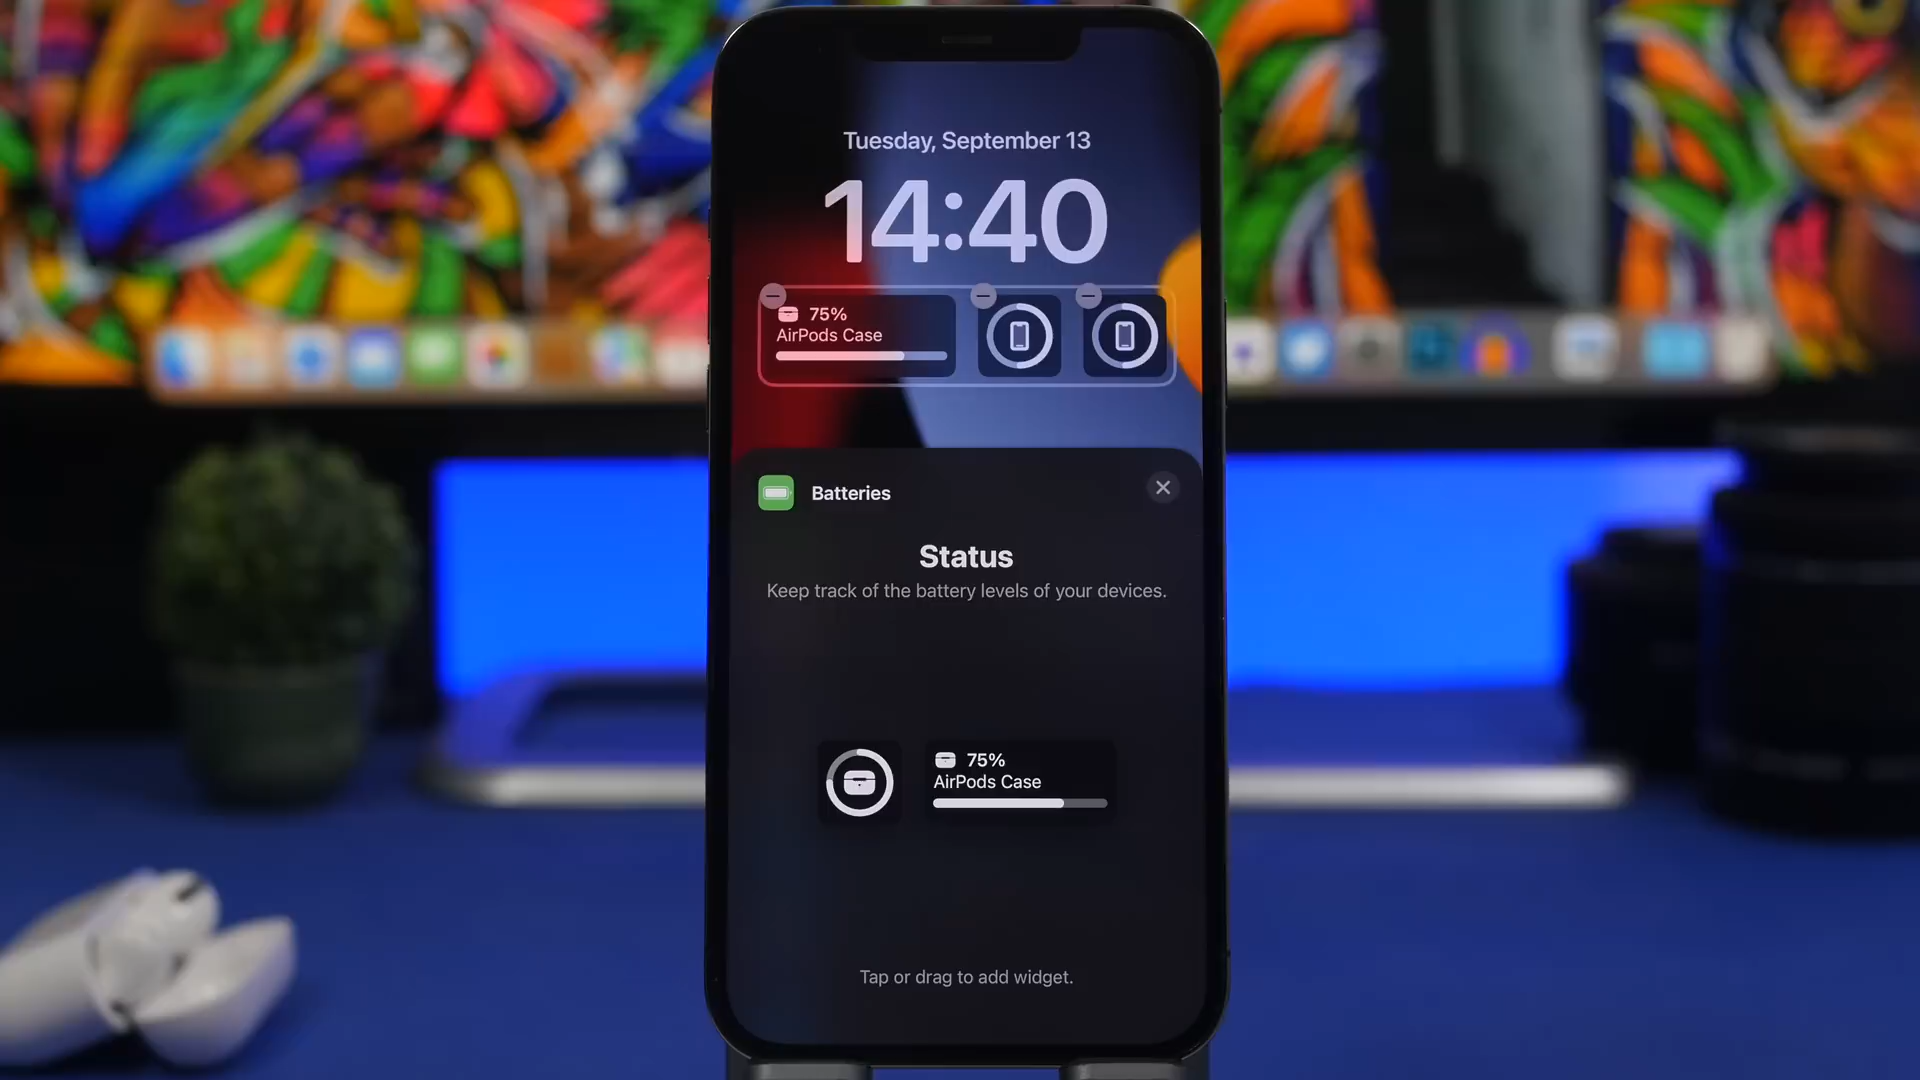 Tuesday, September 13
14:40
75%
AirPods Case
Batteries
Status
Keep track of the battery levels of your devices.
75%
AirPods Case
Tap or drag to add widget.